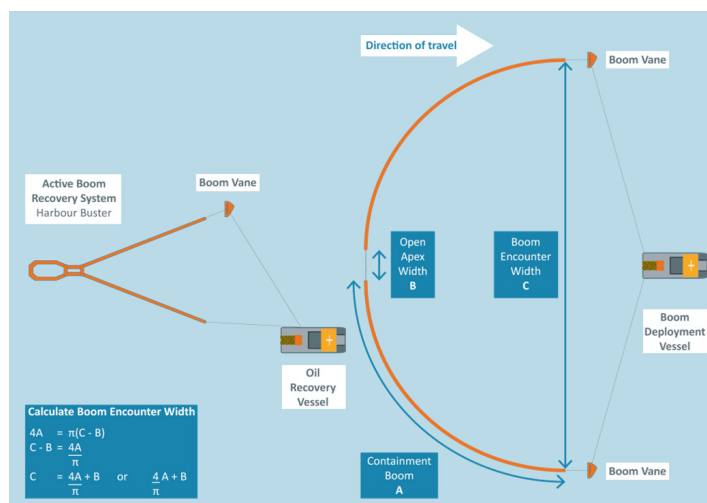 Direction of travel
Boom Vane
Active Boom
Recovery System
Harbour Buster
Boom Vane
Open
Apex
Width
B
Boom
Encounter
Width
C
Boom
Deployment
Vessel
Oil
Recovery
Vessel
Calculate Boom Encounter Width
4A = π(C - B)
C - B = 4A
π
C = 4A + B or 4 A + B
π π
Containment
Boom
A
Boom Vane